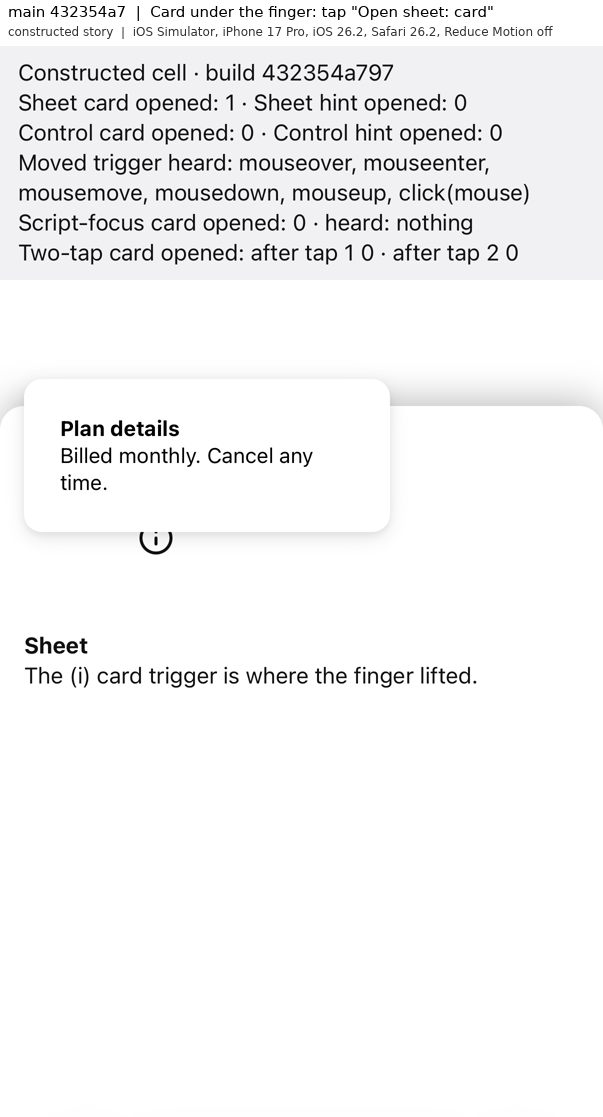 main 432354a7 | Card under the finger: tap "Open sheet: card"
constructed story | iOS Simulator, iPhone 17 Pro, iOS 26.2, Safari 26.2, Reduce Motion off
Constructed cell · build 432354a797
Sheet card opened: 1 · Sheet hint opened: 0
Control card opened: 0 · Control hint opened: 0
Moved trigger heard: mouseover, mouseenter,
mousemove, mousedown, mouseup, click(mouse)
Script-focus card opened: 0 · heard: nothing
Two-tap card opened: after tap 1 0 · after tap 2 0
Plan details
Billed monthly. Cancel any
time.
Sheet
The (i) card trigger is where the finger lifted.